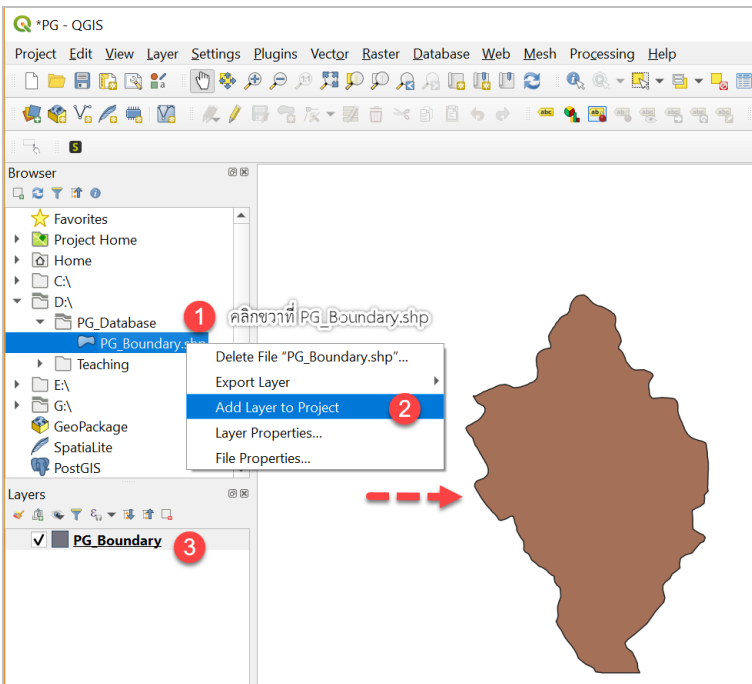 *PG - QGIS
Project Edit View Layer Settings Plugins Vector Raster Database Web Mesh Processing Help
abc
ab
S
Browser
Favorites
Project Home
Home
C:\
D:\
PG_Database
1 คลิกขวาที่ PG_Boundary.shp
PG_Boundary.shp
Delete File "PG_Boundary.shp"...
Teaching
Export Layer
E:\
Add Layer to Project 2
G:\
GeoPackage
Layer Properties...
SpatiaLite
File Properties...
PostGIS
Layers
PG_Boundary 3